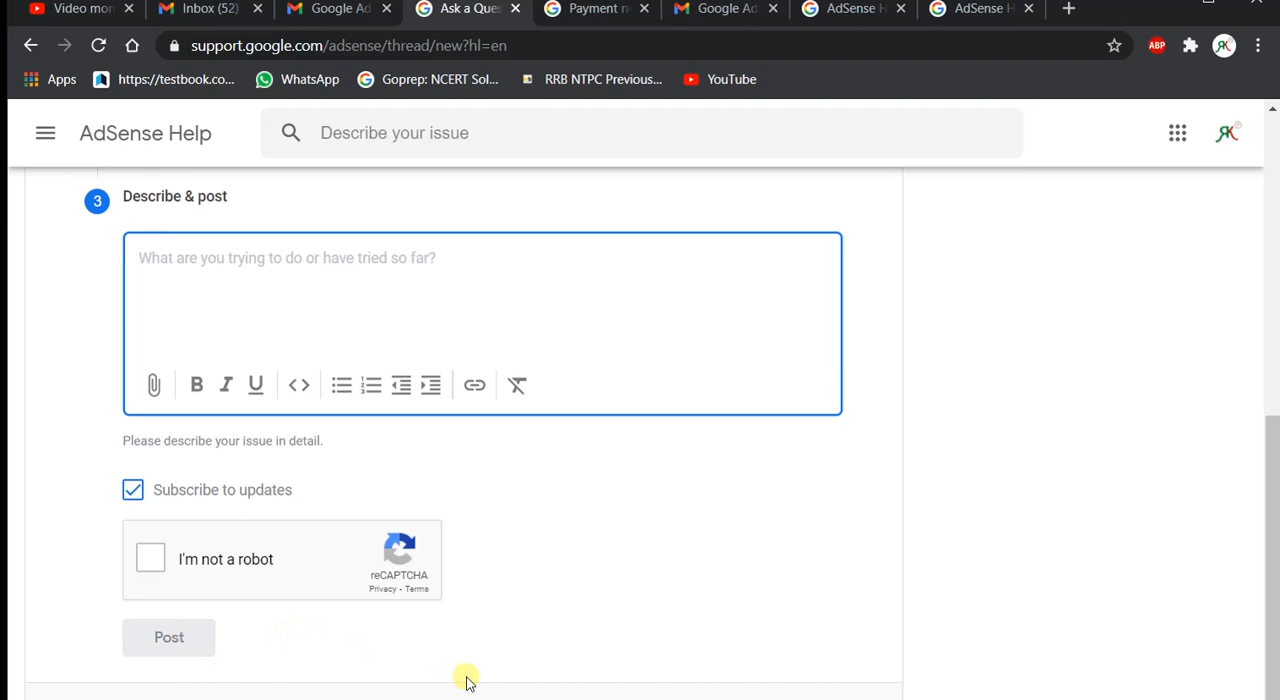 Video mon
Inbox (52)
Google Ad
Ask a Ques
Payment n
Google Ad
AdSense H
AdSense H
support.google.com/adsense/thread/new?hl=en
ABP
Apps
https://testbook.co...
WhatsApp
Goprep: NCERT Sol...
RRB NTPC Previous...
YouTube
AdSense Help
Describe your issue
3
Describe & post
What are you trying to do or have tried so far?
B I U
Please describe your issue in detail.
Subscribe to updates
I'm not a robot
reCAPTCHA
Privacy - Terms
Post